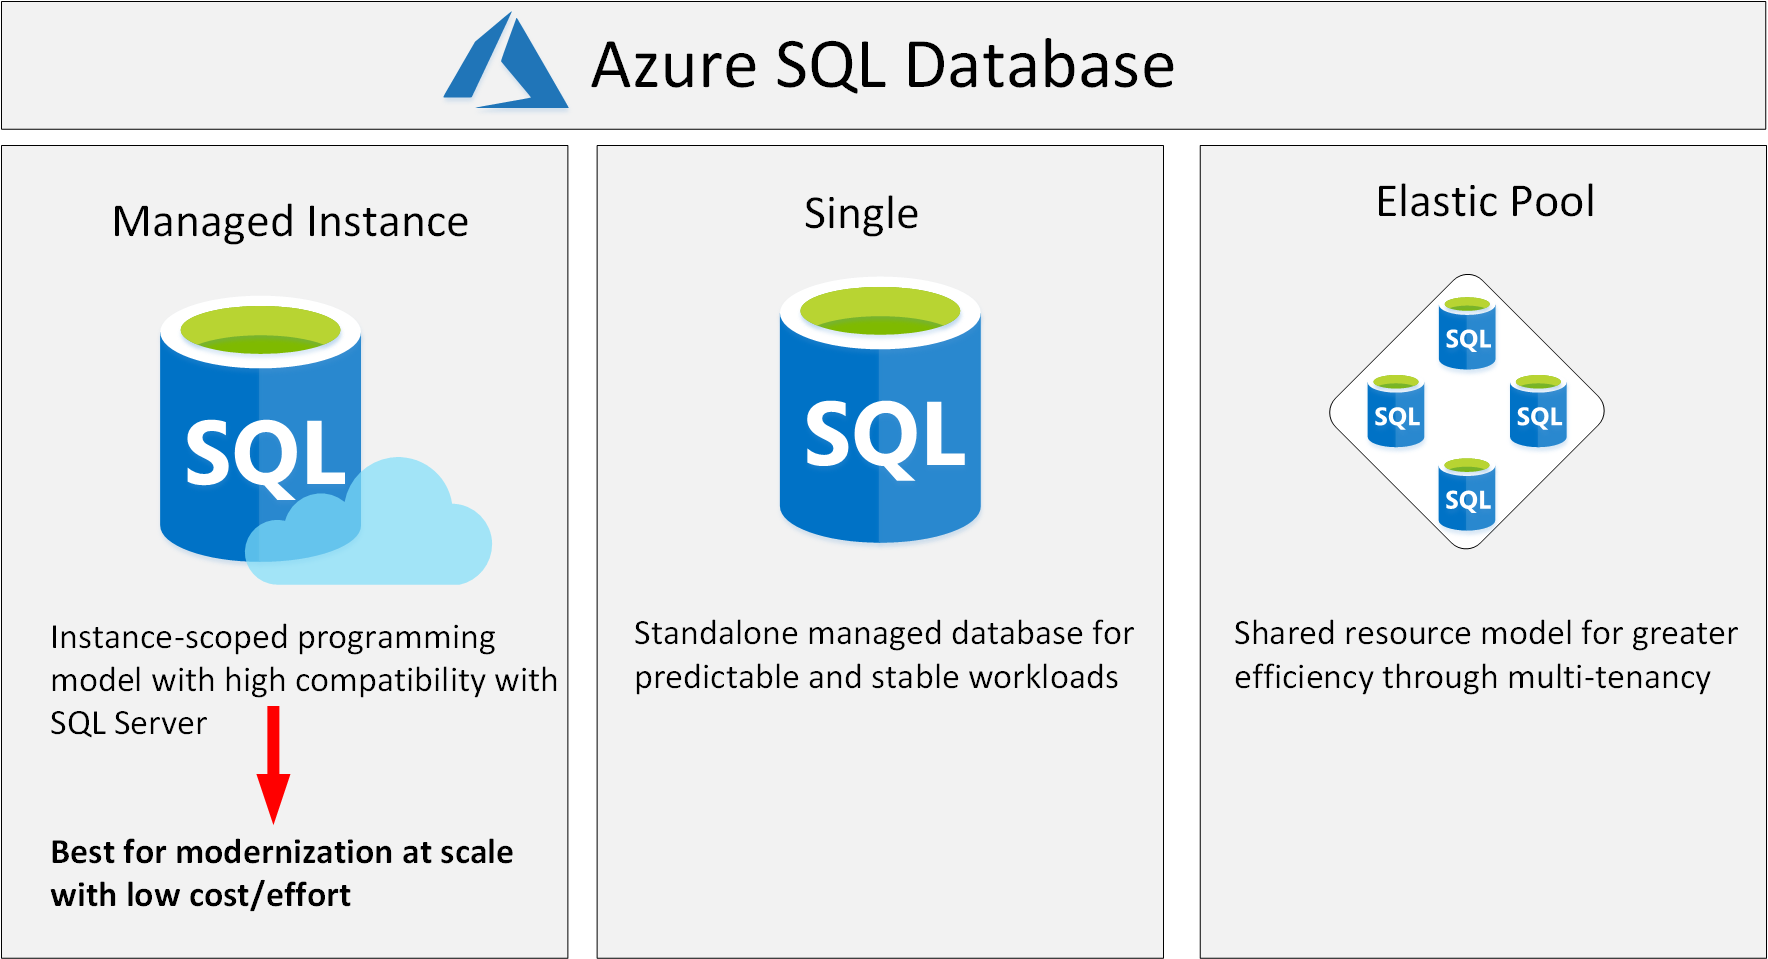 Azure SQL Database
Managed Instance
SQL
Instance-scoped programming
model with high compatibility with
SQL Server
Best for modernization at scale
with low cost/effort
Single
SQL
Standalone managed database for
predictable and stable workloads
Elastic Pool
SQL
SQL
SQL
SQL
Shared resource model for greater
efficiency through multi-tenancy